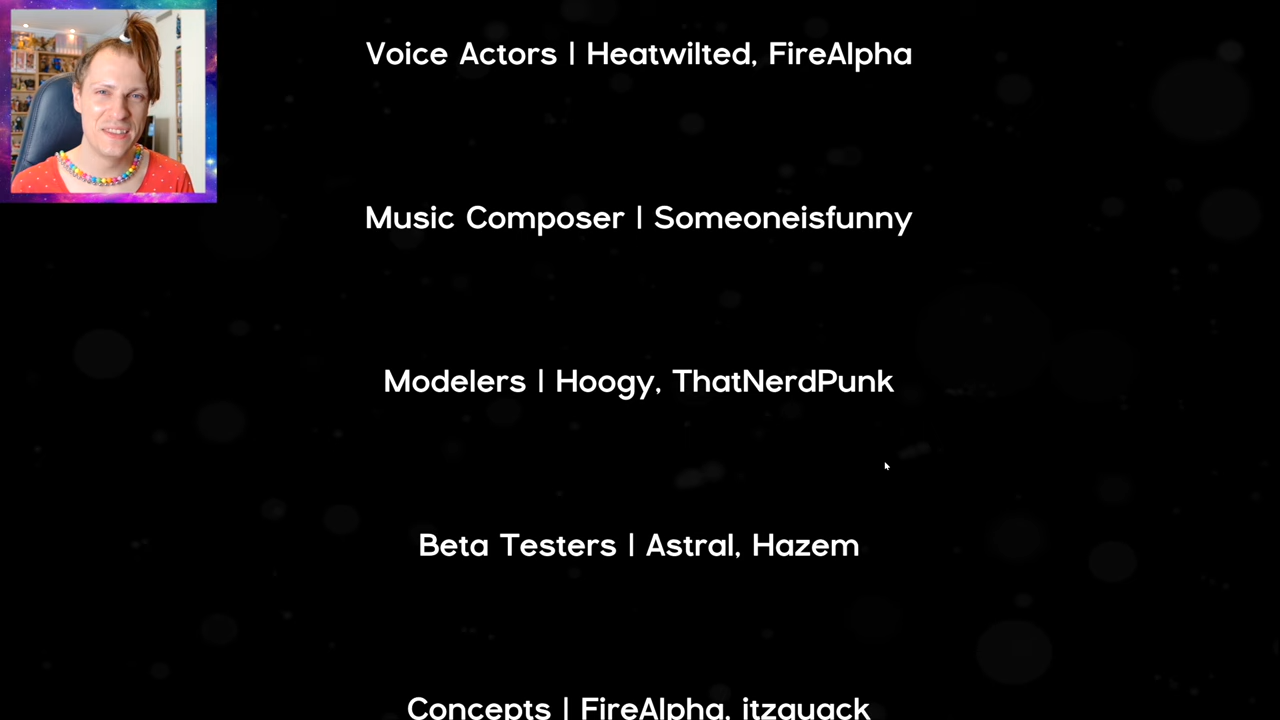 Voice Actors | Heatwilted, FireAlpha
Music Composer | Someoneisfunny
Modelers | Hoogy, ThatNerdPunk
Beta Testers | Astral, Hazem
Concepts | FireAlpha, itzquack